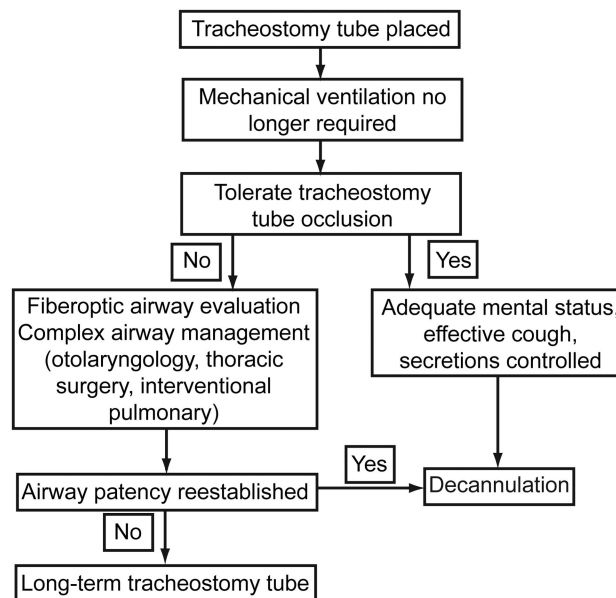 Tracheostomy tube placed
Mechanical ventilation no
longer required
Tolerate tracheostomy
tube occlusion
No
Yes
Fiberoptic airway evaluation
Complex airway management
(otolaryngology, thoracic
surgery, interventional
pulmonary)
Adequate mental status,
effective cough,
secretions controlled
Airway patency reestablished
Yes
Decannulation
No
Long-term tracheostomy tube